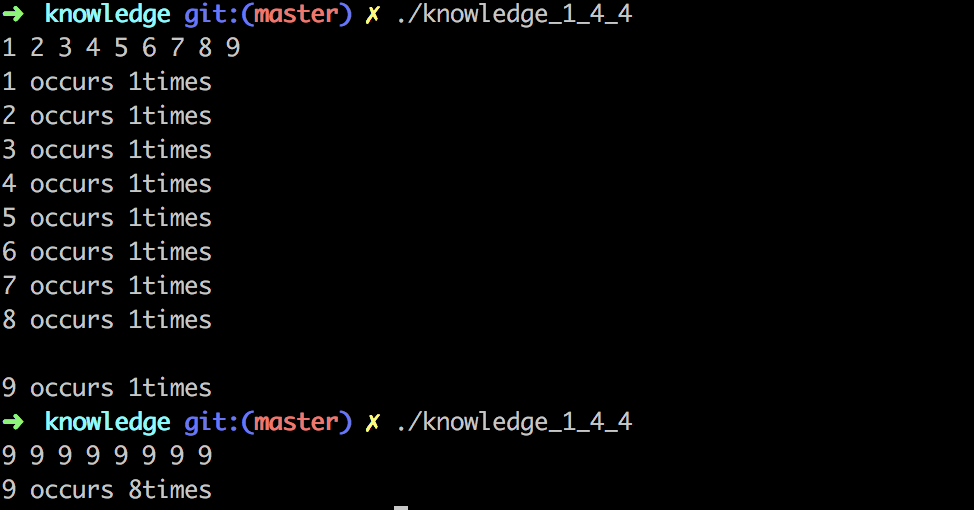 ➜ knowledge git:(master) ✗ ./knowledge_1_4_4
1 2 3 4 5 6 7 8 9
1 occurs 1times
2 occurs 1times
3 occurs 1times
4 occurs 1times
5 occurs 1times
6 occurs 1times
7 occurs 1times
8 occurs 1times
9 occurs 1times
➜ knowledge git:(master) ✗ ./knowledge_1_4_4
9 9 9 9 9 9 9 9
9 occurs 8times